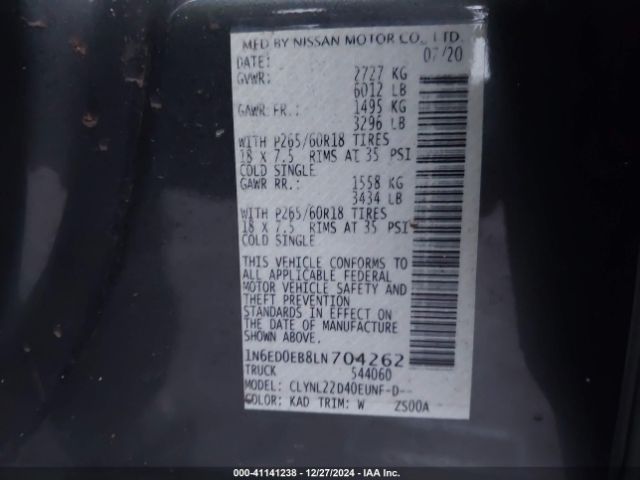 MFD BY NISSAN MOTOR CO., LTD.
DATE: 07/20
GVWR: 2727 KG
6012 LB
GAWR FR.: 1495 KG
3296 LB
WITH P265/60R18 TIRES
18 X 7.5 RIMS AT 35 PSI
COLD SINGLE
GAWR RR.: 1558 KG
3434 LB
WITH P265/60R18 TIRES
18 X 7.5 RIMS AT 35 PSI
COLD SINGLE
THIS VEHICLE CONFORMS TO
ALL APPLICABLE FEDERAL
MOTOR VEHICLE SAFETY AND
THEFT PREVENTION
STANDARDS IN EFFECT ON
THE DATE OF MANUFACTURE
SHOWN ABOVE.
1N6ED0EB8LN704262
TRUCK 544060
MODEL: CLYNL22D40EUNF-D--
COLOR: KAD TRIM: W ZS00A
000-41141238 - 12/27/2024 - IAA Inc.